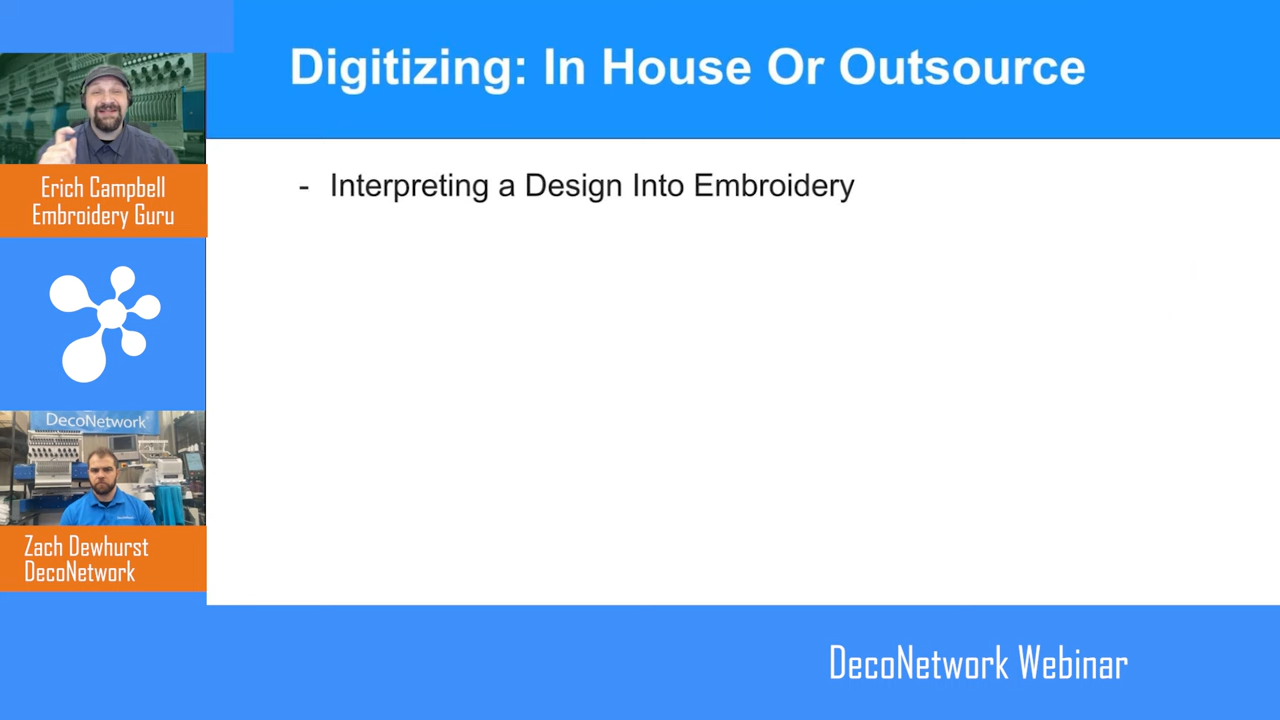 Digitizing: In House Or Outsource
- Interpreting a Design Into Embroidery
Erich Campbell
Embroidery Guru
DecoNetwork
Zach Dewhurst
DecoNetwork
DecoNetwork Webinar